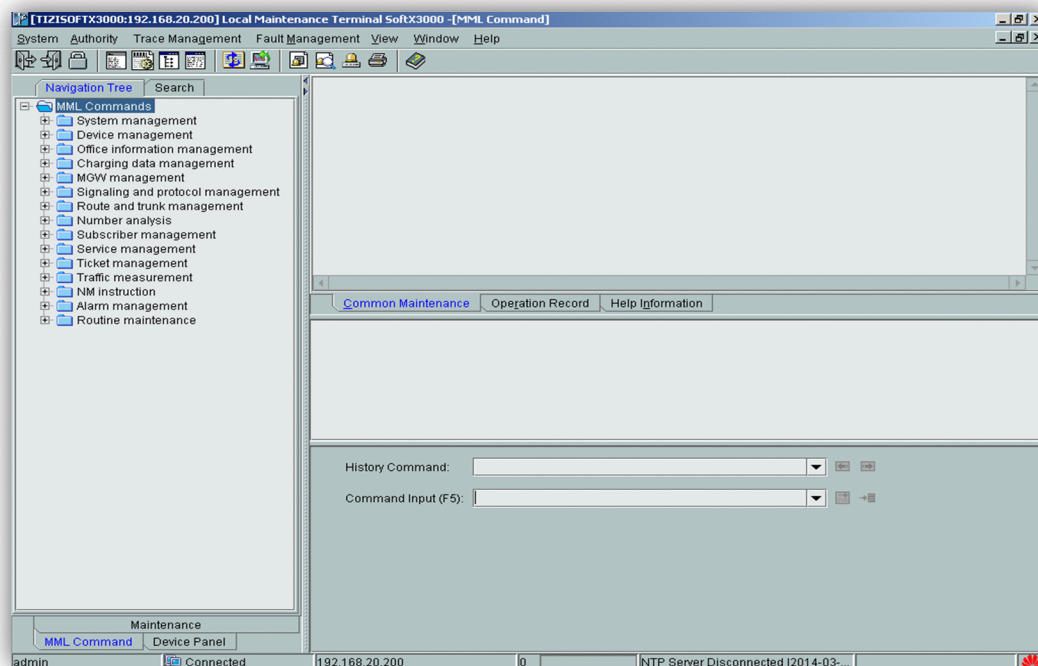 [TIZISOFTX3000:192.168.20.200] Local Maintenance Terminal SoftX3000 -[MML Command]
System Authority Trace Management Fault Management View Window Help
Navigation Tree Search
MML Commands
System management
Device management
Office information management
Charging data management
MGW management
Signaling and protocol management
Route and trunk management
Number analysis
Subscriber management
Service management
Ticket management
Traffic measurement
NM instruction
Alarm management
Routine maintenance
Common Maintenance Operation Record Help Information
History Command:
Command Input (F5):
Maintenance
MML Command Device Panel
admin Connected 192.168.20.200 0 NTP Server Disconnected |2014-03-...